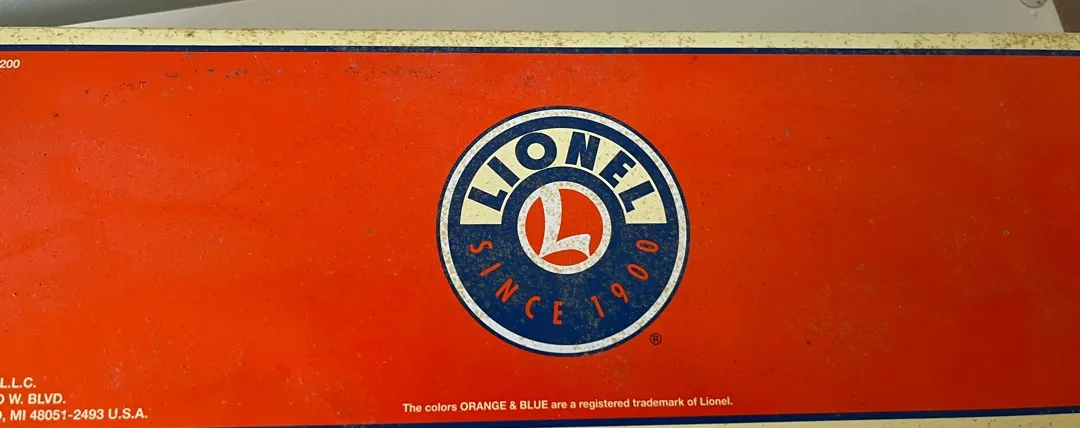 200
LIONEL
L
SINCE 1900
®
L.L.C.
W. BLVD.
, MI 48051-2493 U.S.A.
The colors ORANGE & BLUE are a registered trademark of Lionel.